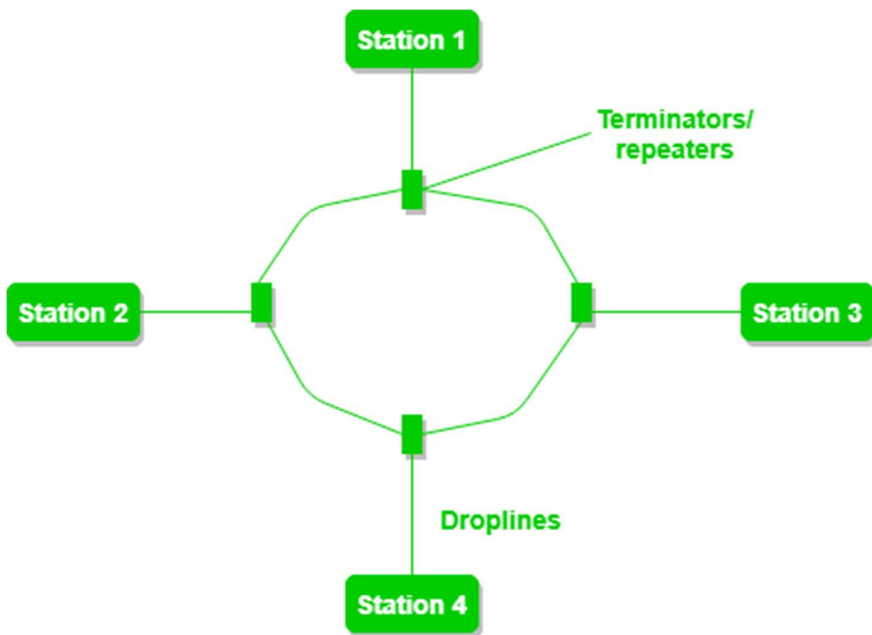 Station 1
Terminators/
repeaters
Station 2
Station 3
Droplines
Station 4